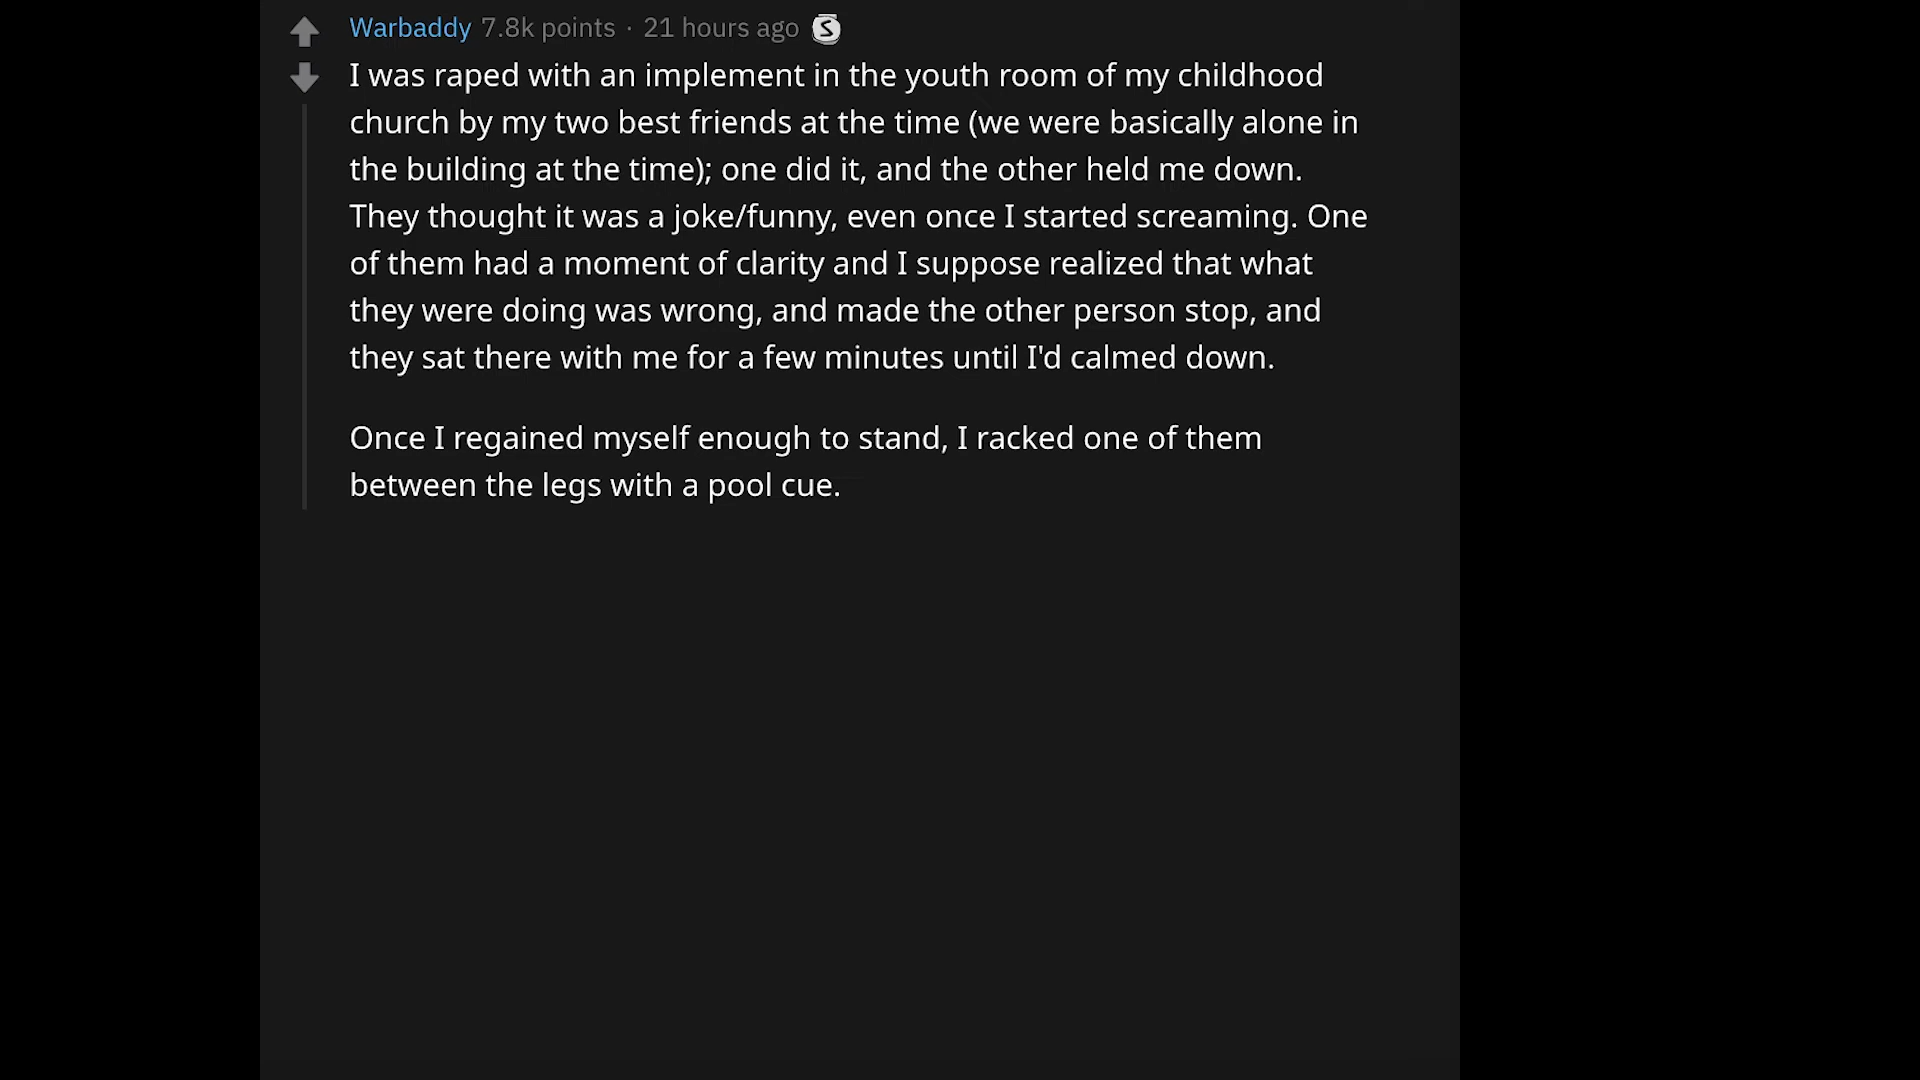 Warbaddy 7.8k points · 21 hours ago S
I was raped with an implement in the youth room of my childhood
church by my two best friends at the time (we were basically alone in
the building at the time); one did it, and the other held me down.
They thought it was a joke/funny, even once I started screaming. One
of them had a moment of clarity and I suppose realized that what
they were doing was wrong, and made the other person stop, and
they sat there with me for a few minutes until I'd calmed down.
Once I regained myself enough to stand, I racked one of them
between the legs with a pool cue.